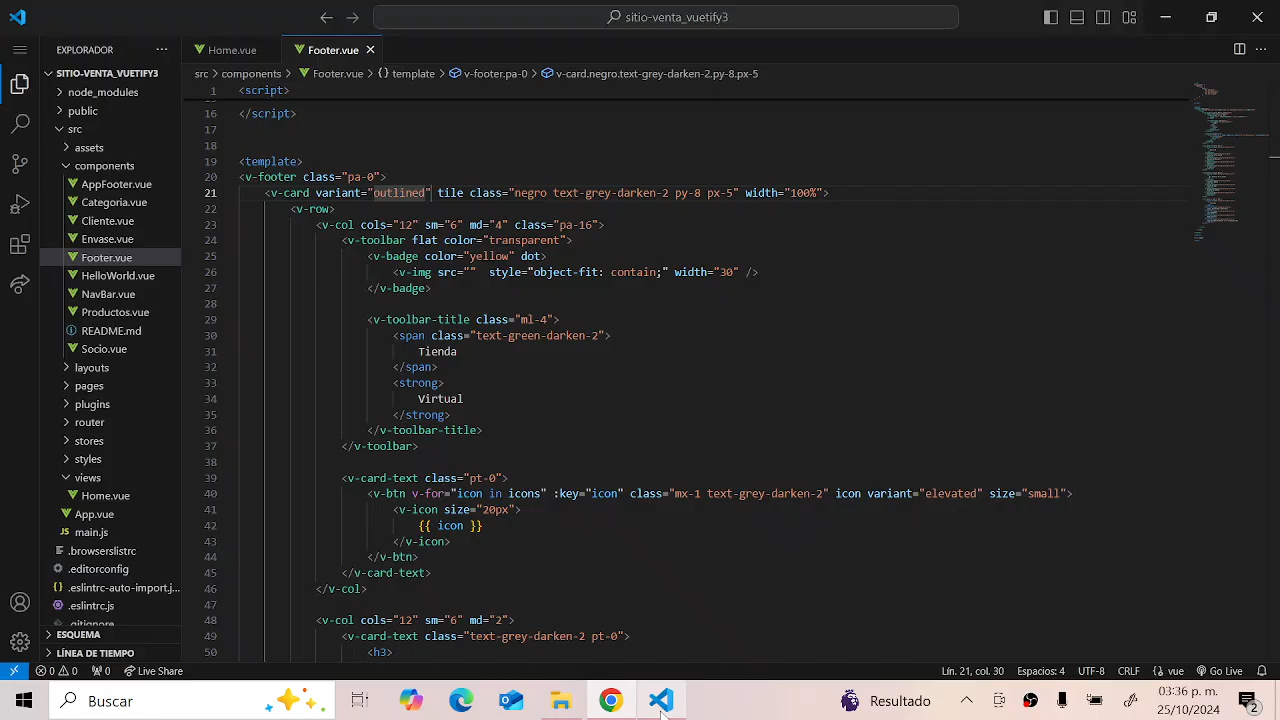 sitio-venta_vuetify3
EXPLORADOR
Home.vue
Footer.vue
SITIO-VENTA_VUETIFY3
src > components > Footer.vue > {} template > v-footer.pa-0 > v-card.negro.text-grey-darken-2.py-8.px-5
node_modules
public
src
assets
components
AppFooter.vue
Categoria.vue
Cliente.vue
Envase.vue
Footer.vue
HelloWorld.vue
NavBar.vue
Productos.vue
README.md
Socio.vue
layouts
pages
plugins
router
stores
styles
views
Home.vue
App.vue
main.js
.browserslistrc
.editorconfig
.eslintrc-auto-import.j...
.eslintrc.js
.gitignore
ESQUEMA
LÍNEA DE TIEMPO
1 <script>
16 </script>
17
18
19 <template>
20 <v-footer class="pa-0">
21 <v-card variant="outlined" tile class="negro text-grey-darken-2 py-8 px-5" width="100%">
22 <v-row>
23 <v-col cols="12" sm="6" md="4" class="pa-16">
24 <v-toolbar flat color="transparent">
25 <v-badge color="yellow" dot>
26 <v-img src="" style="object-fit: contain;" width="30" />
27 </v-badge>
28
29 <v-toolbar-title class="ml-4">
30 <span class="text-green-darken-2">
31 Tienda
32 </span>
33 <strong>
34 Virtual
35 </strong>
36 </v-toolbar-title>
37 </v-toolbar>
38
39 <v-card-text class="pt-0">
40 <v-btn v-for="icon in icons" :key="icon" class="mx-1 text-grey-darken-2" icon variant="elevated" size="small">
41 <v-icon size="20px">
42 {{ icon }}
43 </v-icon>
44 </v-btn>
45 </v-card-text>
46 </v-col>
47
48 <v-col cols="12" sm="6" md="2">
49 <v-card-text class="text-grey-darken-2 pt-0">
50 <h3>
0 0 0 Live Share
Lín. 21, col. 30 Espacios: 4 UTF-8 CRLF {} vue Go Live
Buscar
Resultado
03:36 p. m.
25/10/2024
2